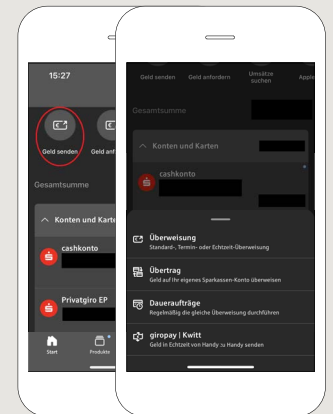 15:27
Geld senden
Geld anf
Gesamtsumme
Konten und Karte
cashkonto
Privatgiro EP
Start
Produkte
Geld senden
Geld anfordern
Umsätze
suchen
Apple
Gesamtsumme
Konten und Karten
cashkonto
Überweisung
Standard-, Termin- oder Echtzeit-Überweisung
Übertrag
Geld auf Ihr eigenes Sparkassen-Konto überweisen
Daueraufträge
Regelmäßig die gleiche Überweisung durchführen
giropay | Kwitt
Geld in Echtzeit von Handy zu Handy senden